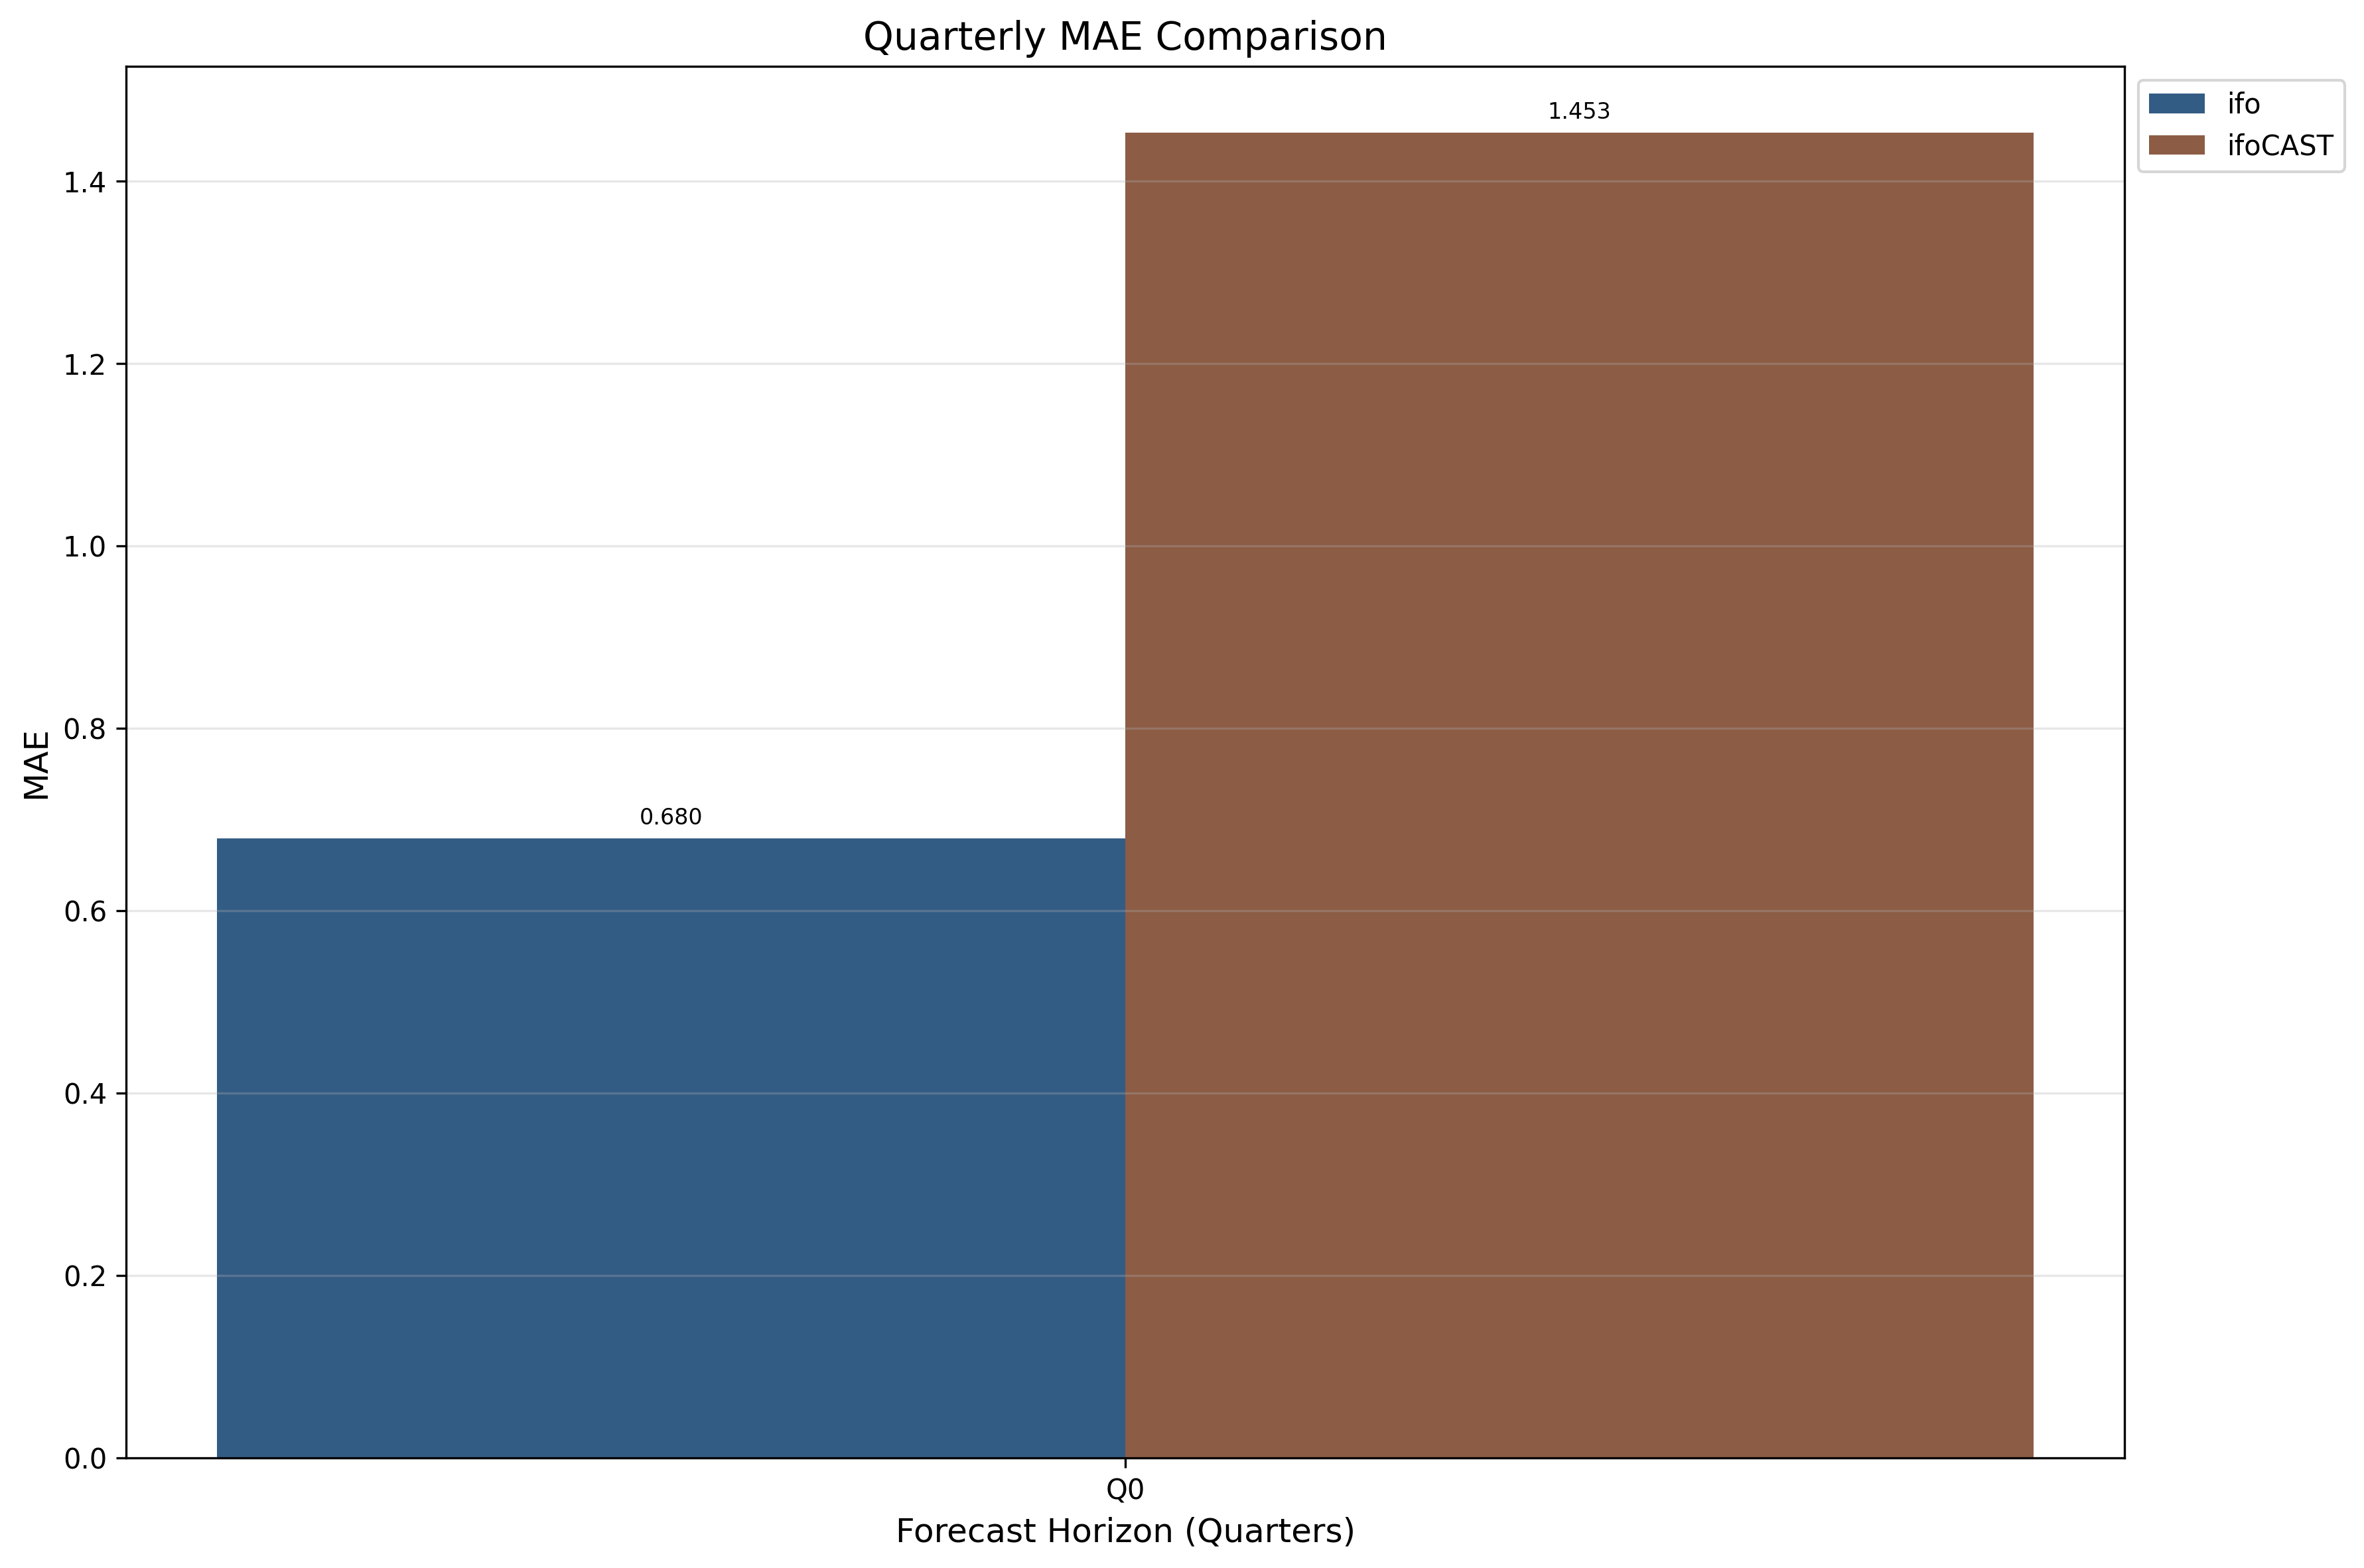 Quarterly MAE Comparison
ifo
ifoCAST
1.453
0.680
1.4
1.2
1.0
0.8
0.6
0.4
0.2
0.0
MAE
Q0
Forecast Horizon (Quarters)